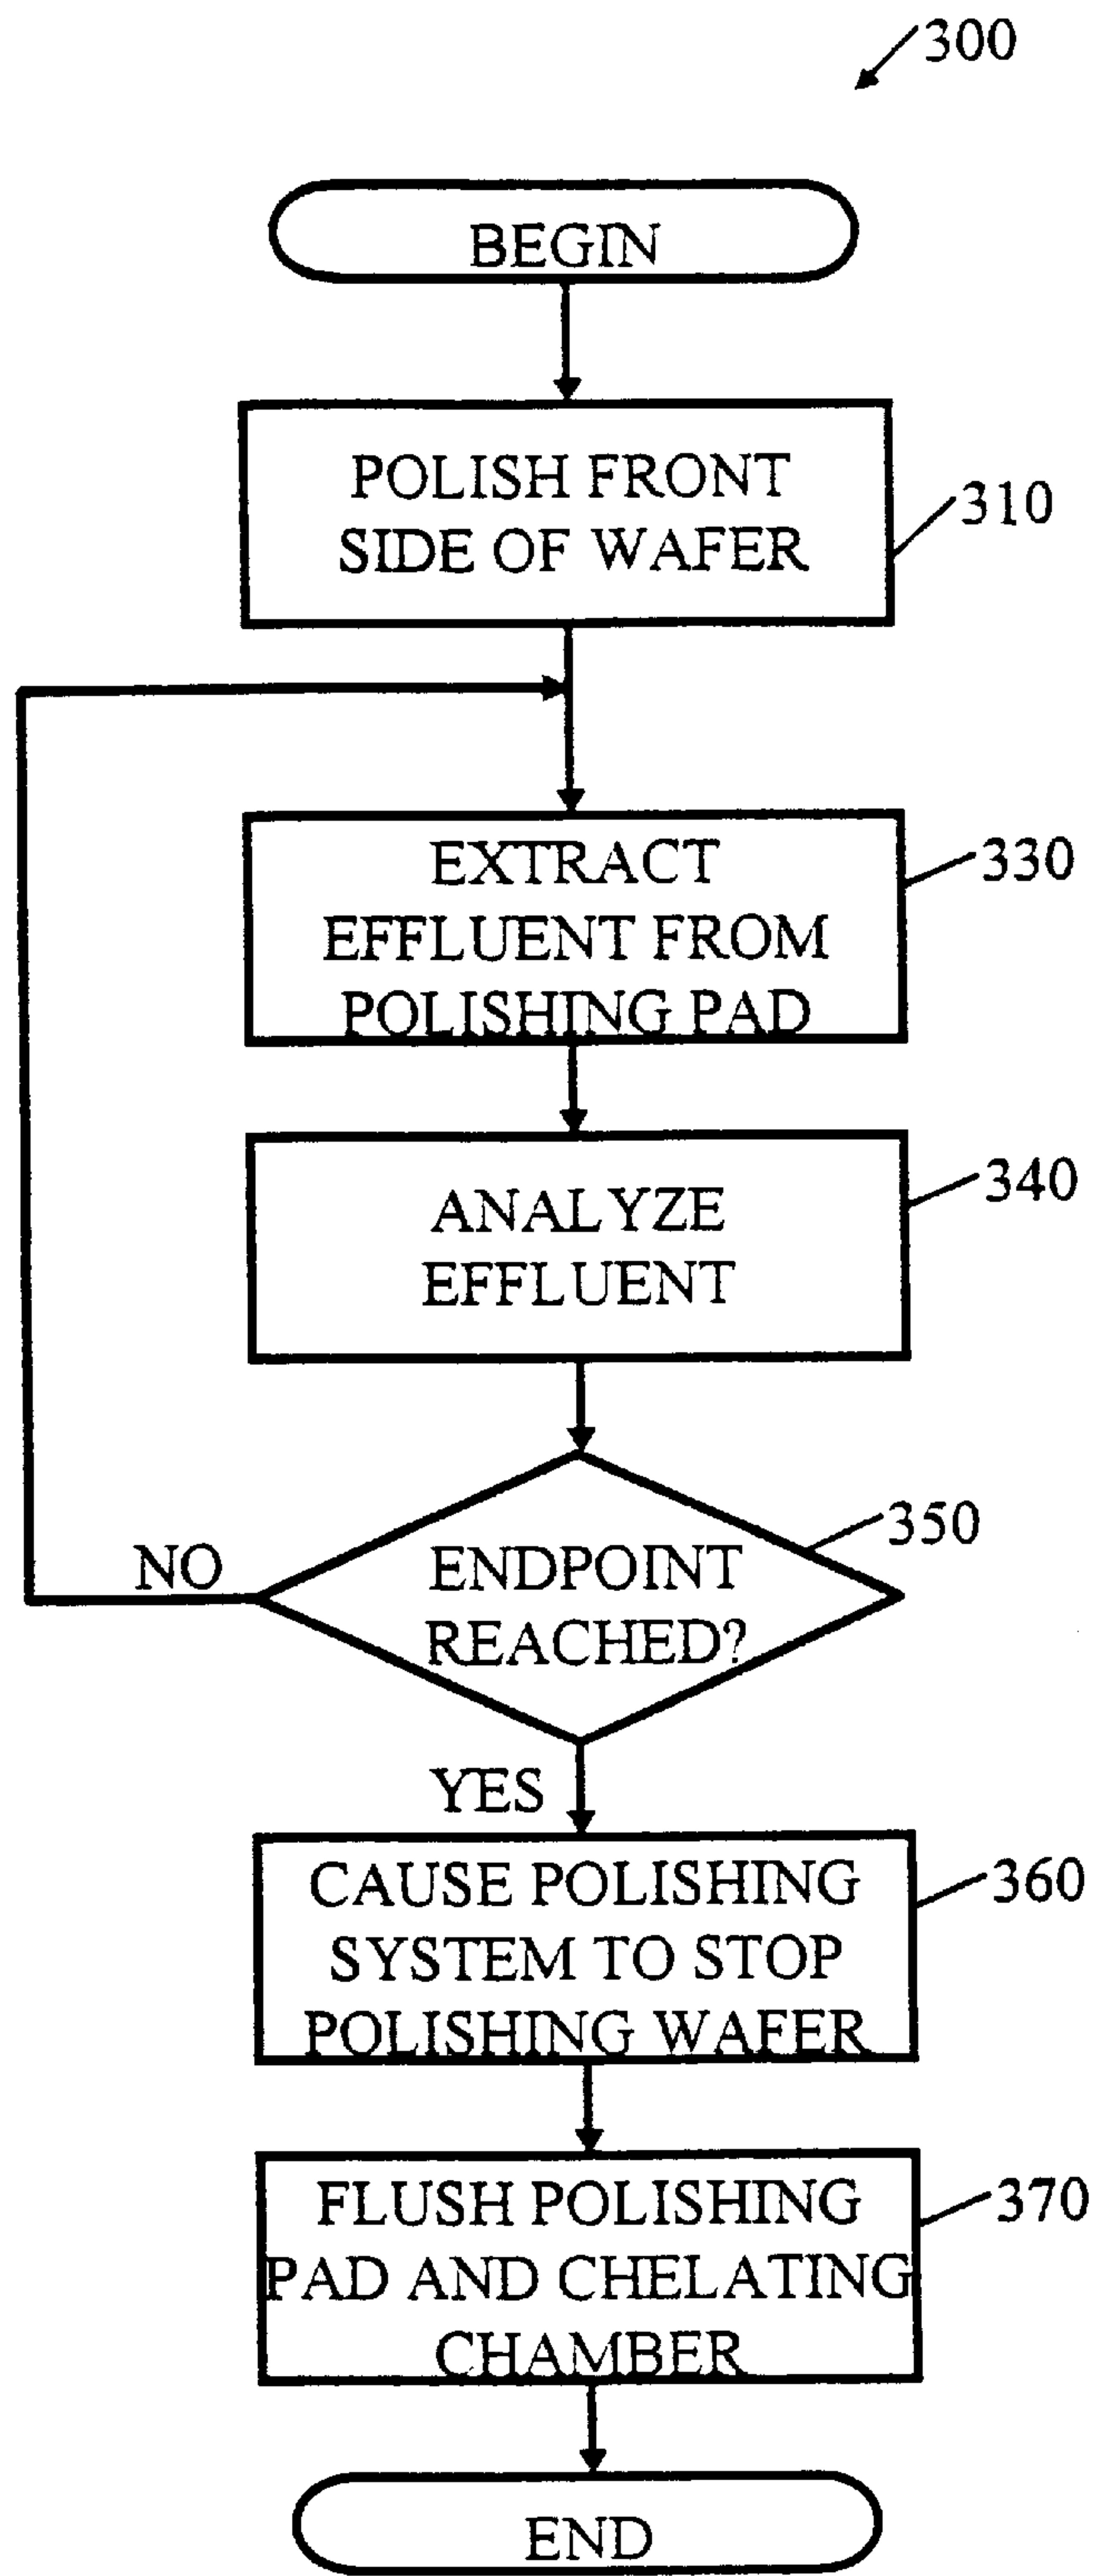 300
BEGIN
POLISH FRONT
SIDE OF WAFER
310
EXTRACT
EFFLUENT FROM
POLISHING PAD
330
ANALYZE
EFFLUENT
340
ENDPOINT
REACHED?
350
NO
YES
CAUSE POLISHING
SYSTEM TO STOP
POLISHING WAFER
360
FLUSH POLISHING
PAD AND CHELATING
CHAMBER
370
END